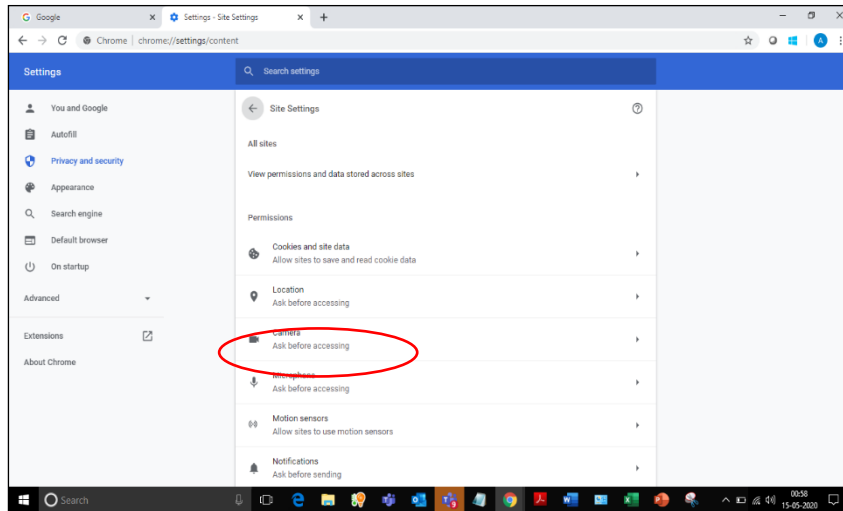 Google
Settings - Site Settings
Chrome | chrome://settings/content
A
Settings
Search settings
You and Google
Autofill
Privacy and security
Appearance
Search engine
Default browser
On startup
Advanced
Extensions
About Chrome
Site Settings
All sites
View permissions and data stored across sites
Permissions
Cookies and site data
Allow sites to save and read cookie data
Location
Ask before accessing
Camera
Ask before accessing
Microphone
Ask before accessing
Motion sensors
Allow sites to use motion sensors
Notifications
Ask before sending
Search
9
00:58
15-05-2020